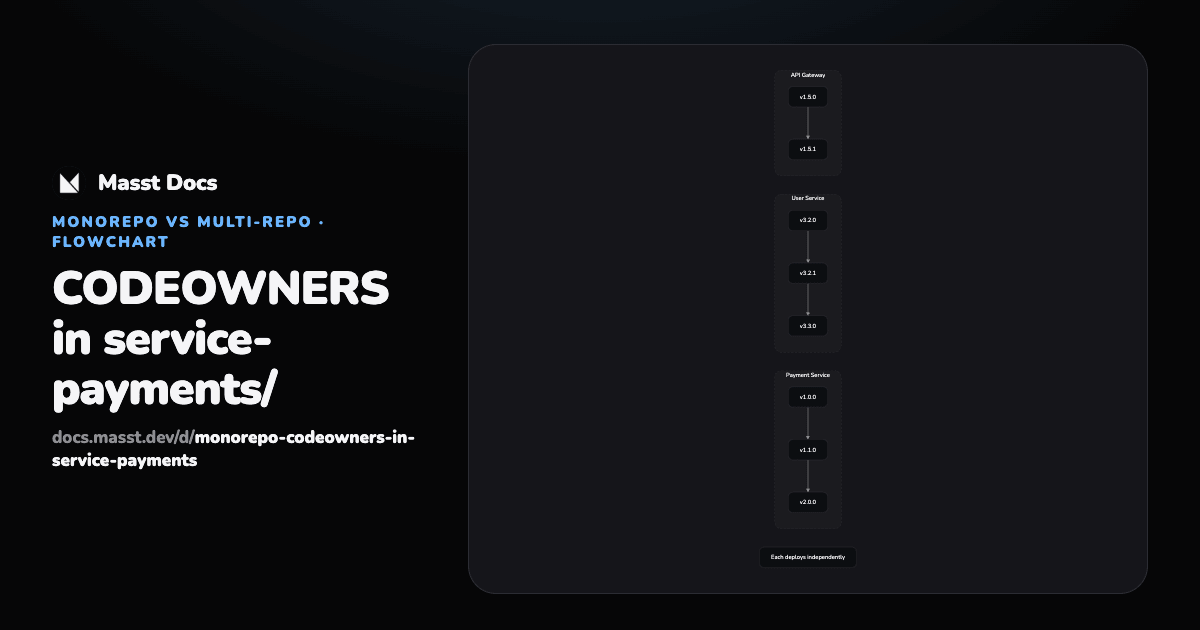 Masst Docs
MONOREPO VS MULTI-REPO ·
FLOWCHART
CODEOWNERS
in service-
payments/
docs.masst.dev/d/monorepo-codeowners-in-
service-payments
API Gateway
v1.5.0
v1.5.1
User Service
v3.2.0
v3.2.1
v3.3.0
Payment Service
v1.0.0
v1.1.0
v2.0.0
Each deploys independently